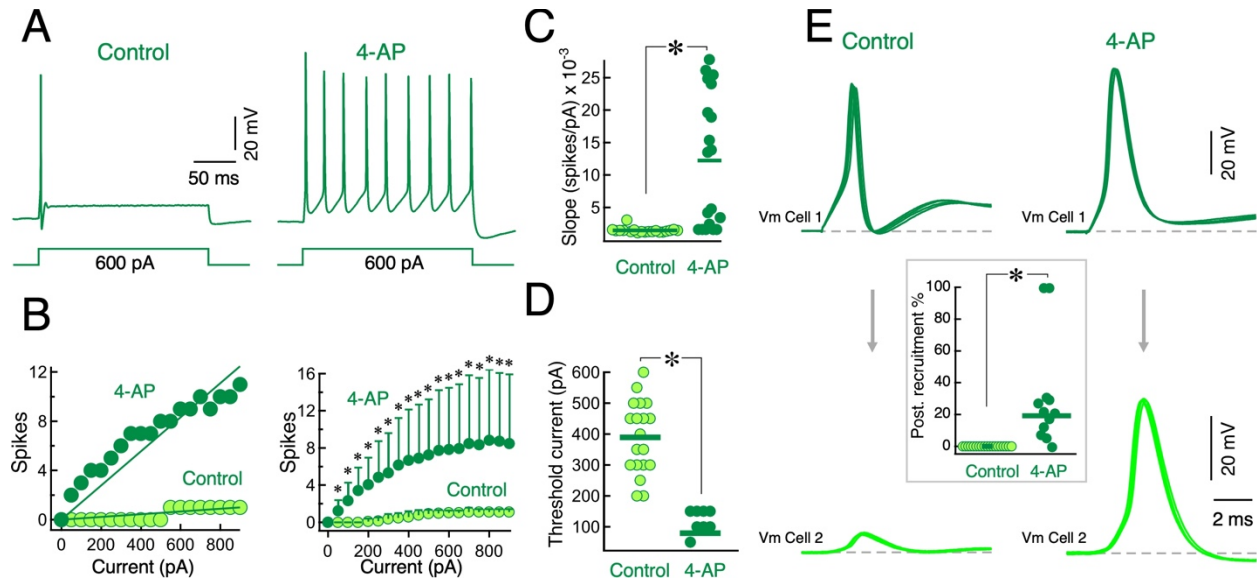 A
Control
4-AP
20 mV
50 ms
600 pA
600 pA
B
Spikes
12
8
4
0
4-AP
Control
0 200 400 600 800
Current (pA)
Spikes
16
12
8
4
0
* * * * * * * * * * * * * * * * * *
4-AP
Control
0 200 400 600 800
Current (pA)
C
Slope (spikes/pA) x 10-3
25
20
15
10
5
*
Control 4-AP
D
Threshold current (pA)
600
500
400
300
200
100
*
Control 4-AP
E
Control
4-AP
20 mV
Vm Cell 1
Vm Cell 1
Post. recruitment %
100
80
60
40
20
0
*
Control 4-AP
20 mV
2 ms
Vm Cell 2
Vm Cell 2